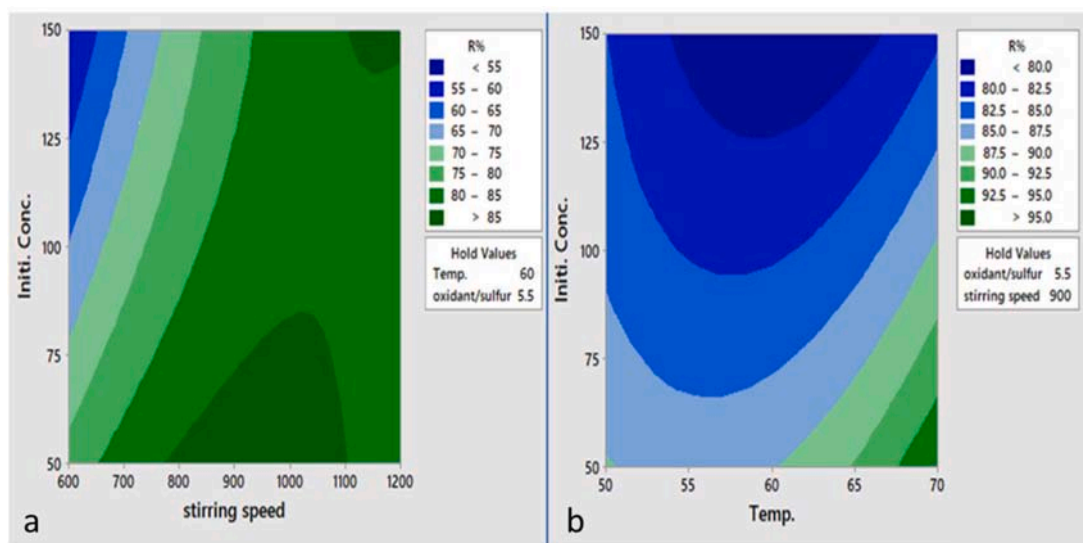 R%
< 55
55 – 60
60 – 65
65 – 70
70 – 75
75 – 80
80 – 85
> 85
Hold Values
Temp. 60
oxidant/sulfur 5.5
150
125
100
75
50
Initi. Conc.
600 700 800 900 1000 1100 1200
stirring speed
a
R%
< 80.0
80.0 – 82.5
82.5 – 85.0
85.0 – 87.5
87.5 – 90.0
90.0 – 92.5
92.5 – 95.0
> 95.0
Hold Values
oxidant/sulfur 5.5
stirring speed 900
150
125
100
75
50
Initi. Conc.
50 55 60 65 70
Temp.
b